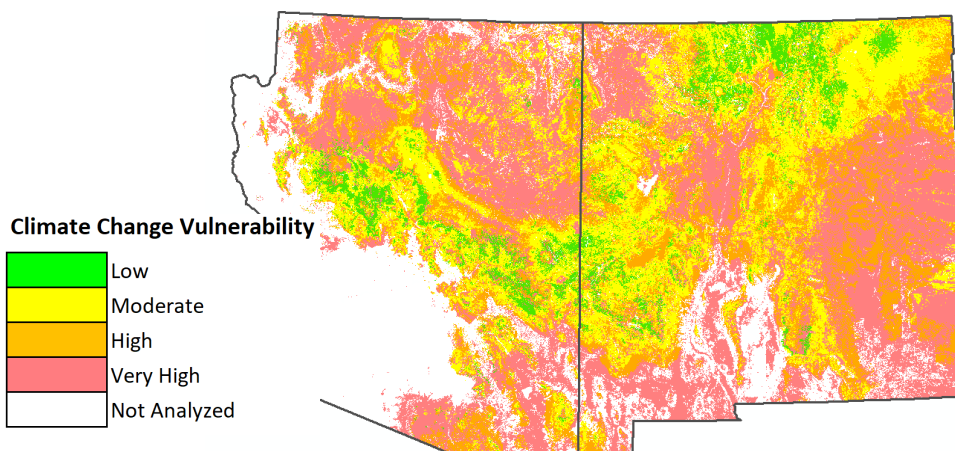 Climate Change Vulnerability
Low
Moderate
High
Very High
Not Analyzed